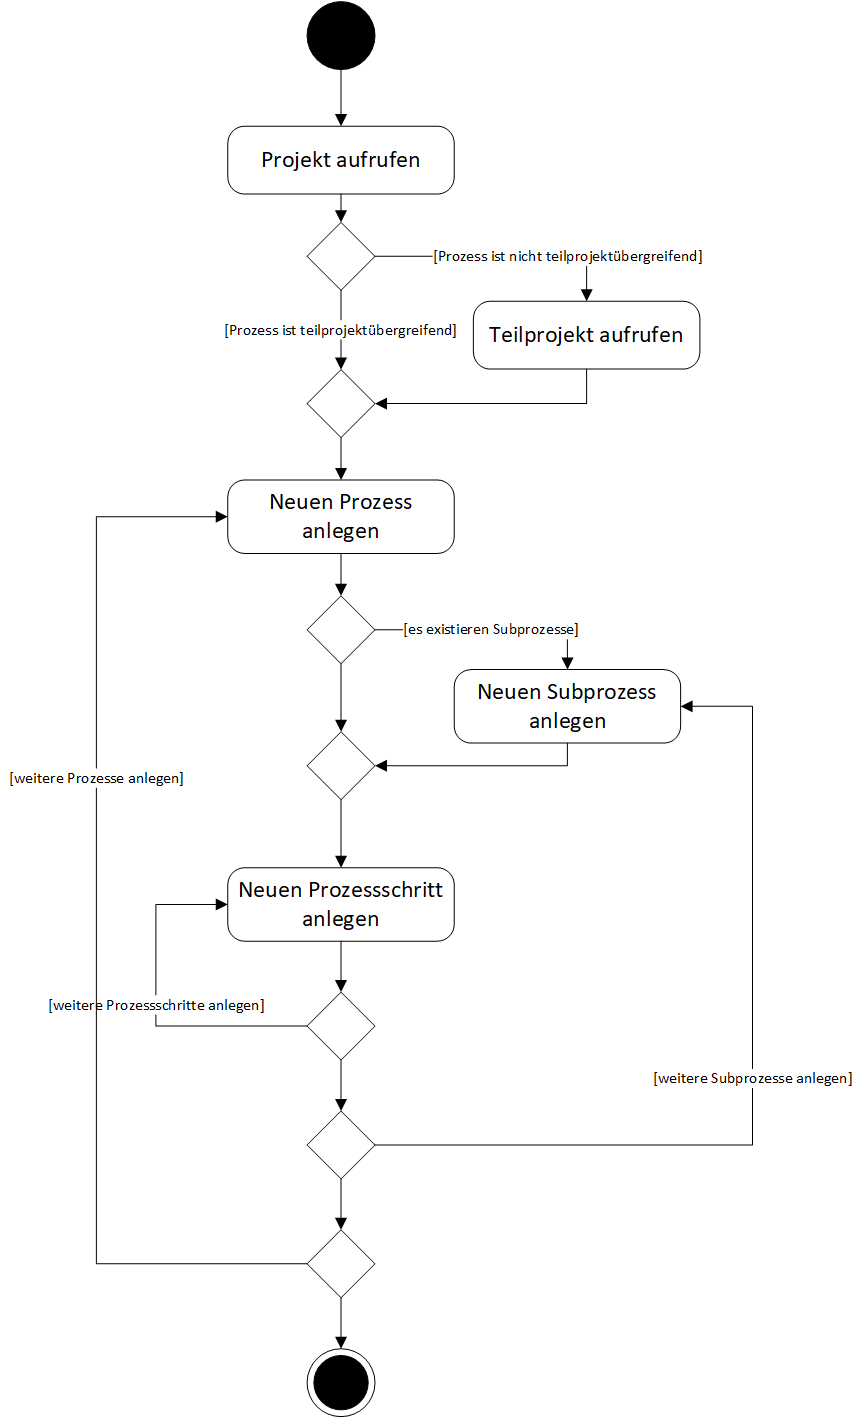 Projekt aufrufen
[Prozess ist nicht teilprojektübergreifend]
[Prozess ist teilprojektübergreifend]
Teilprojekt aufrufen
Neuen Prozess
anlegen
[es existieren Subprozesse]
Neuen Subprozess
anlegen
[weitere Prozesse anlegen]
Neuen Prozessschritt
anlegen
[weitere Prozessschritte anlegen]
[weitere Subprozesse anlegen]